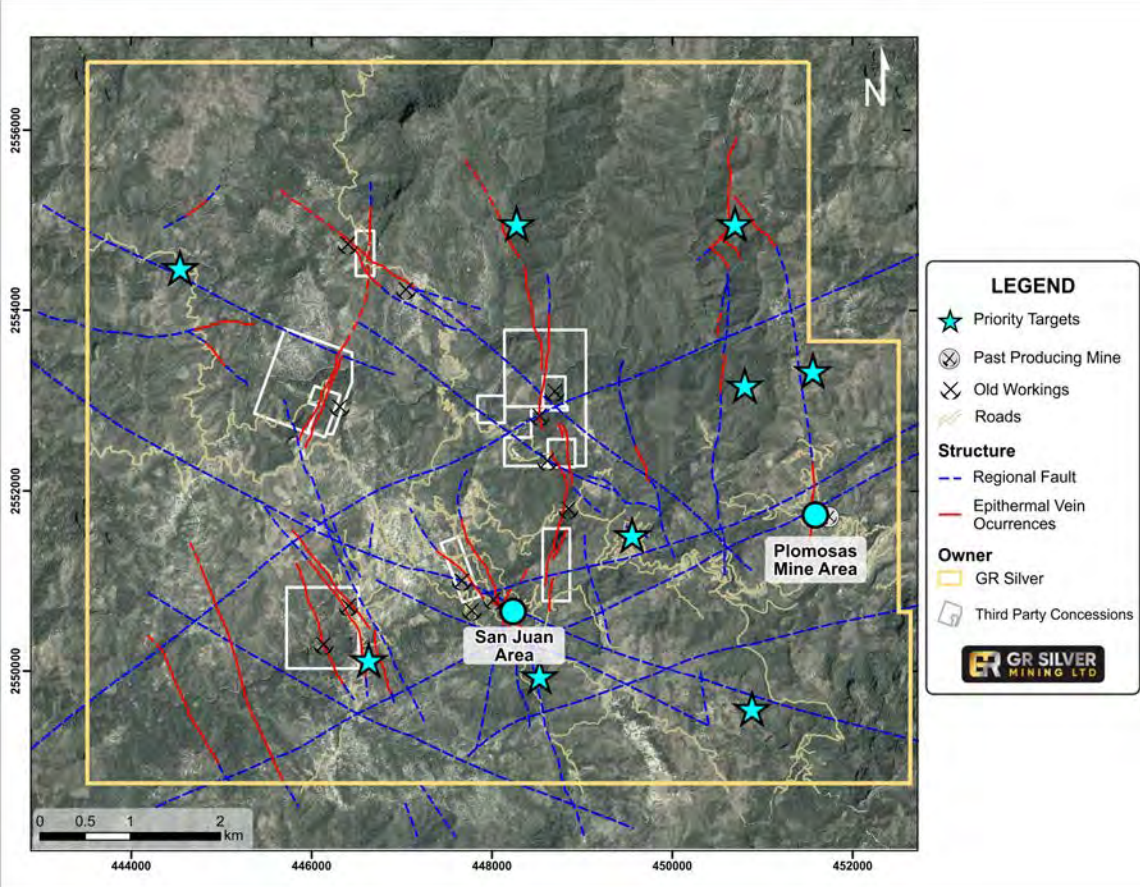 N
2556000
2554000
2552000
2550000
444000
446000
448000
450000
452000
0 0.5 1 2
km
San Juan
Area
Plomosas
Mine Area
LEGEND
Priority Targets
Past Producing Mine
Old Workings
Roads
Structure
Regional Fault
Epithermal Vein
Ocurrences
Owner
GR Silver
Third Party Concessions
GR GR SILVER
MINING LTD